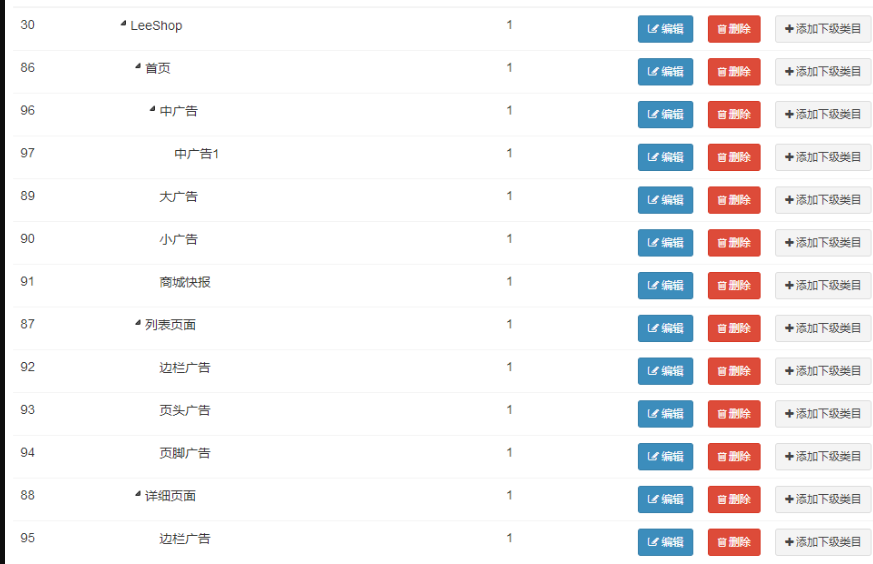 30 LeeShop 1 编辑 删除 添加下级类目
86 首页 1 编辑 删除 添加下级类目
96 中广告 1 编辑 删除 添加下级类目
97 中广告1 1 编辑 删除 添加下级类目
89 大广告 1 编辑 删除 添加下级类目
90 小广告 1 编辑 删除 添加下级类目
91 商城快报 1 编辑 删除 添加下级类目
87 列表页面 1 编辑 删除 添加下级类目
92 边栏广告 1 编辑 删除 添加下级类目
93 页头广告 1 编辑 删除 添加下级类目
94 页脚广告 1 编辑 删除 添加下级类目
88 详细页面 1 编辑 删除 添加下级类目
95 边栏广告 1 编辑 删除 添加下级类目